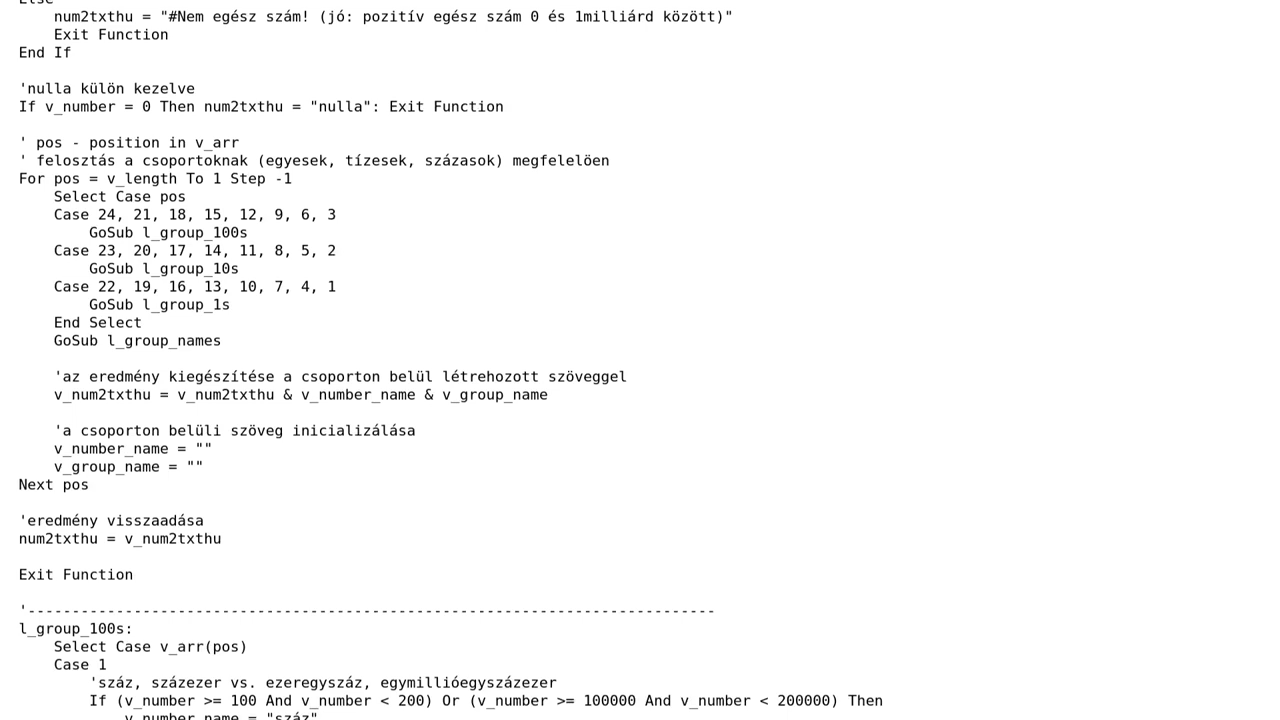 Else
    num2txthu = "#Nem egész szám! (jó: pozitív egész szám 0 és 1milliárd között)"
    Exit Function
End If

'nulla külön kezelve
If v_number = 0 Then num2txthu = "nulla": Exit Function

' pos - position in v_arr
' felosztás a csoportoknak (egyesek, tízesek, százasok) megfelelöen
For pos = v_length To 1 Step -1
    Select Case pos
    Case 24, 21, 18, 15, 12, 9, 6, 3
        GoSub l_group_100s
    Case 23, 20, 17, 14, 11, 8, 5, 2
        GoSub l_group_10s
    Case 22, 19, 16, 13, 10, 7, 4, 1
        GoSub l_group_1s
    End Select
    GoSub l_group_names

    'az eredmény kiegészítése a csoporton belül létrehozott szöveggel
    v_num2txthu = v_num2txthu & v_number_name & v_group_name

    'a csoporton belüli szöveg inicializálása
    v_number_name = ""
    v_group_name = ""
Next pos

'eredmény visszaadása
num2txthu = v_num2txthu

Exit Function

'------------------------------------------------------------------------------
l_group_100s:
    Select Case v_arr(pos)
    Case 1
        'száz, százezer vs. ezeregyszáz, egymillióegyszázezer
        If (v_number >= 100 And v_number < 200) Or (v_number >= 100000 And v_number < 200000) Then
            v_number_name = "száz"